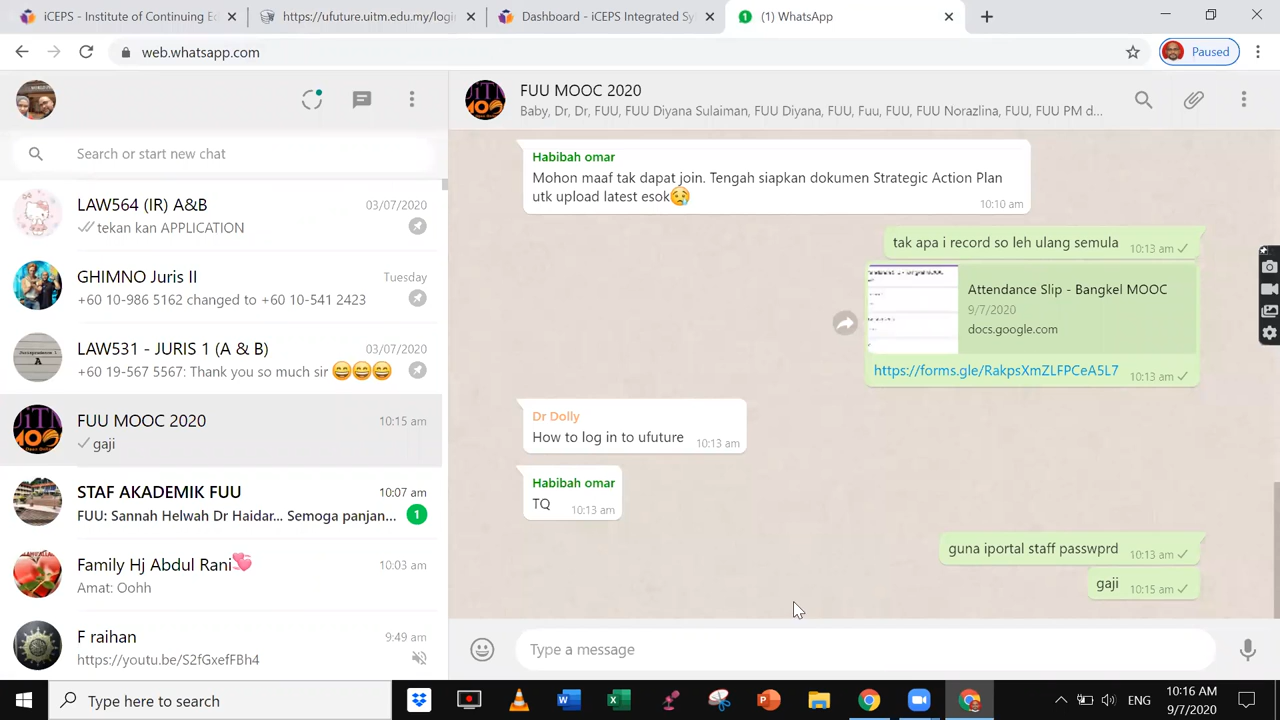 iCEPS - Institute of Continuing E
https://ufuture.uitm.edu.my/logi
Dashboard - iCEPS Integrated Sy
(1) WhatsApp
web.whatsapp.com
Paused
Search or start new chat
LAW564 (IR) A&B
03/07/2020
tekan kan APPLICATION
GHIMNO Juris II
Tuesday
+60 10-986 5162 changed to +60 10-541 2423
LAW531 - JURIS 1 (A & B)
03/07/2020
+60 19-567 5567: Thank you so much sir 😄😄😄
FUU MOOC 2020
10:15 am
gaji
STAF AKADEMIK FUU
10:07 am
FUU: Sannah Helwah Dr Haidar... Semoga panjan...
1
Family Hj Abdul Rani💞
10:03 am
Amat: Oohh
F raihan
9:49 am
https://youtu.be/S2fGxefFBh4
FUU MOOC 2020
Baby, Dr, Dr, FUU, FUU Diyana Sulaiman, FUU Diyana, FUU, Fuu, FUU, FUU Norazlina, FUU, FUU PM d...
Habibah omar
Mohon maaf tak dapat join. Tengah siapkan dokumen Strategic Action Plan
utk upload latest esok😢
10:10 am
tak apa i record so leh ulang semula
10:13 am
Attendance Slip - Bangkel MOOC
9/7/2020
docs.google.com
https://forms.gle/RakpsXmZLFPCeA5L7
10:13 am
Dr Dolly
How to log in to ufuture
10:13 am
Habibah omar
TQ
10:13 am
guna iportal staff passwprd
10:13 am
gaji
10:15 am
Type a message
Type here to search
ENG
10:16 AM
9/7/2020